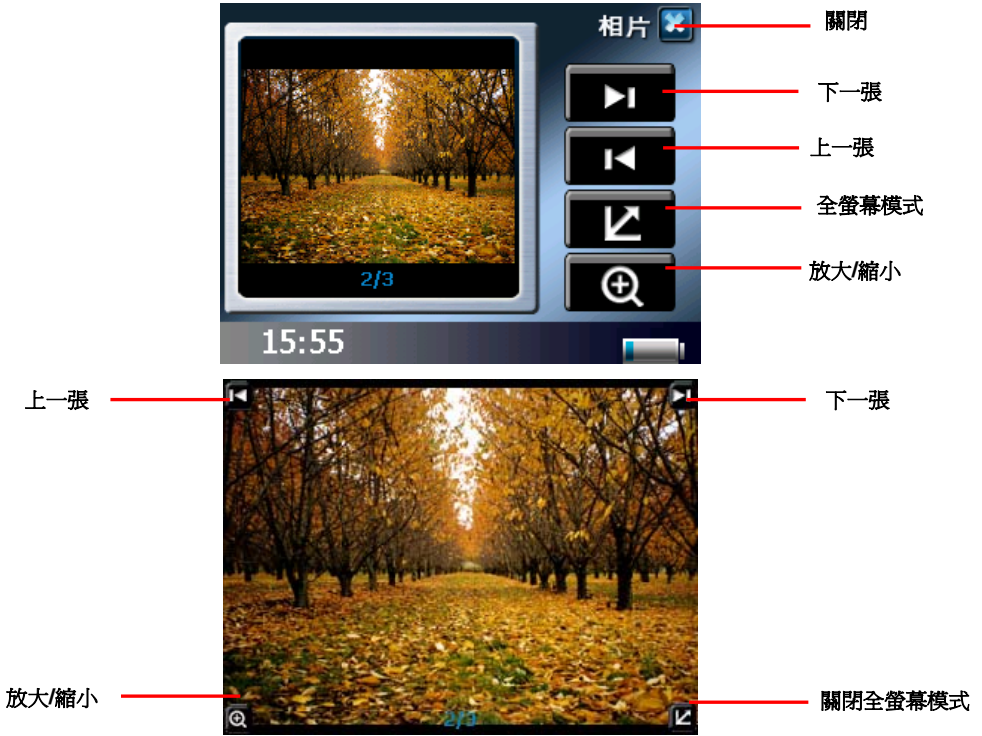 相片
關閉
下一張
上一張
全螢幕模式
放大/縮小
2/3
15:55
上一張
下一張
放大/縮小
2/3
關閉全螢幕模式